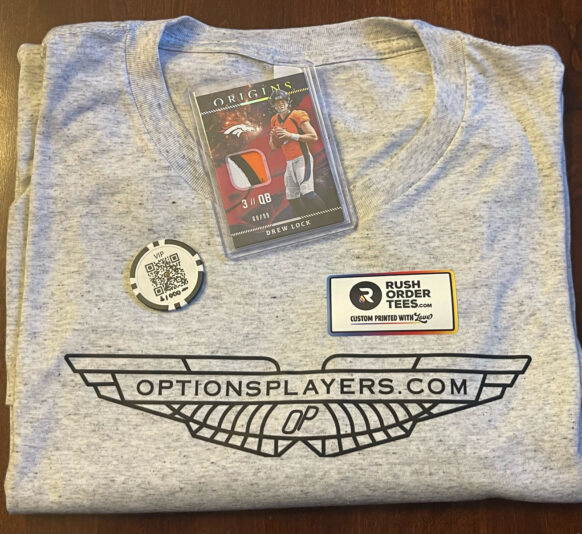 ORIGINS
3 // QB
DREW LOCK
VIP
RUSH
ORDER
TEES.COM
CUSTOM PRINTED WITH Love
OPTIONSPLAYERS.COM
OP